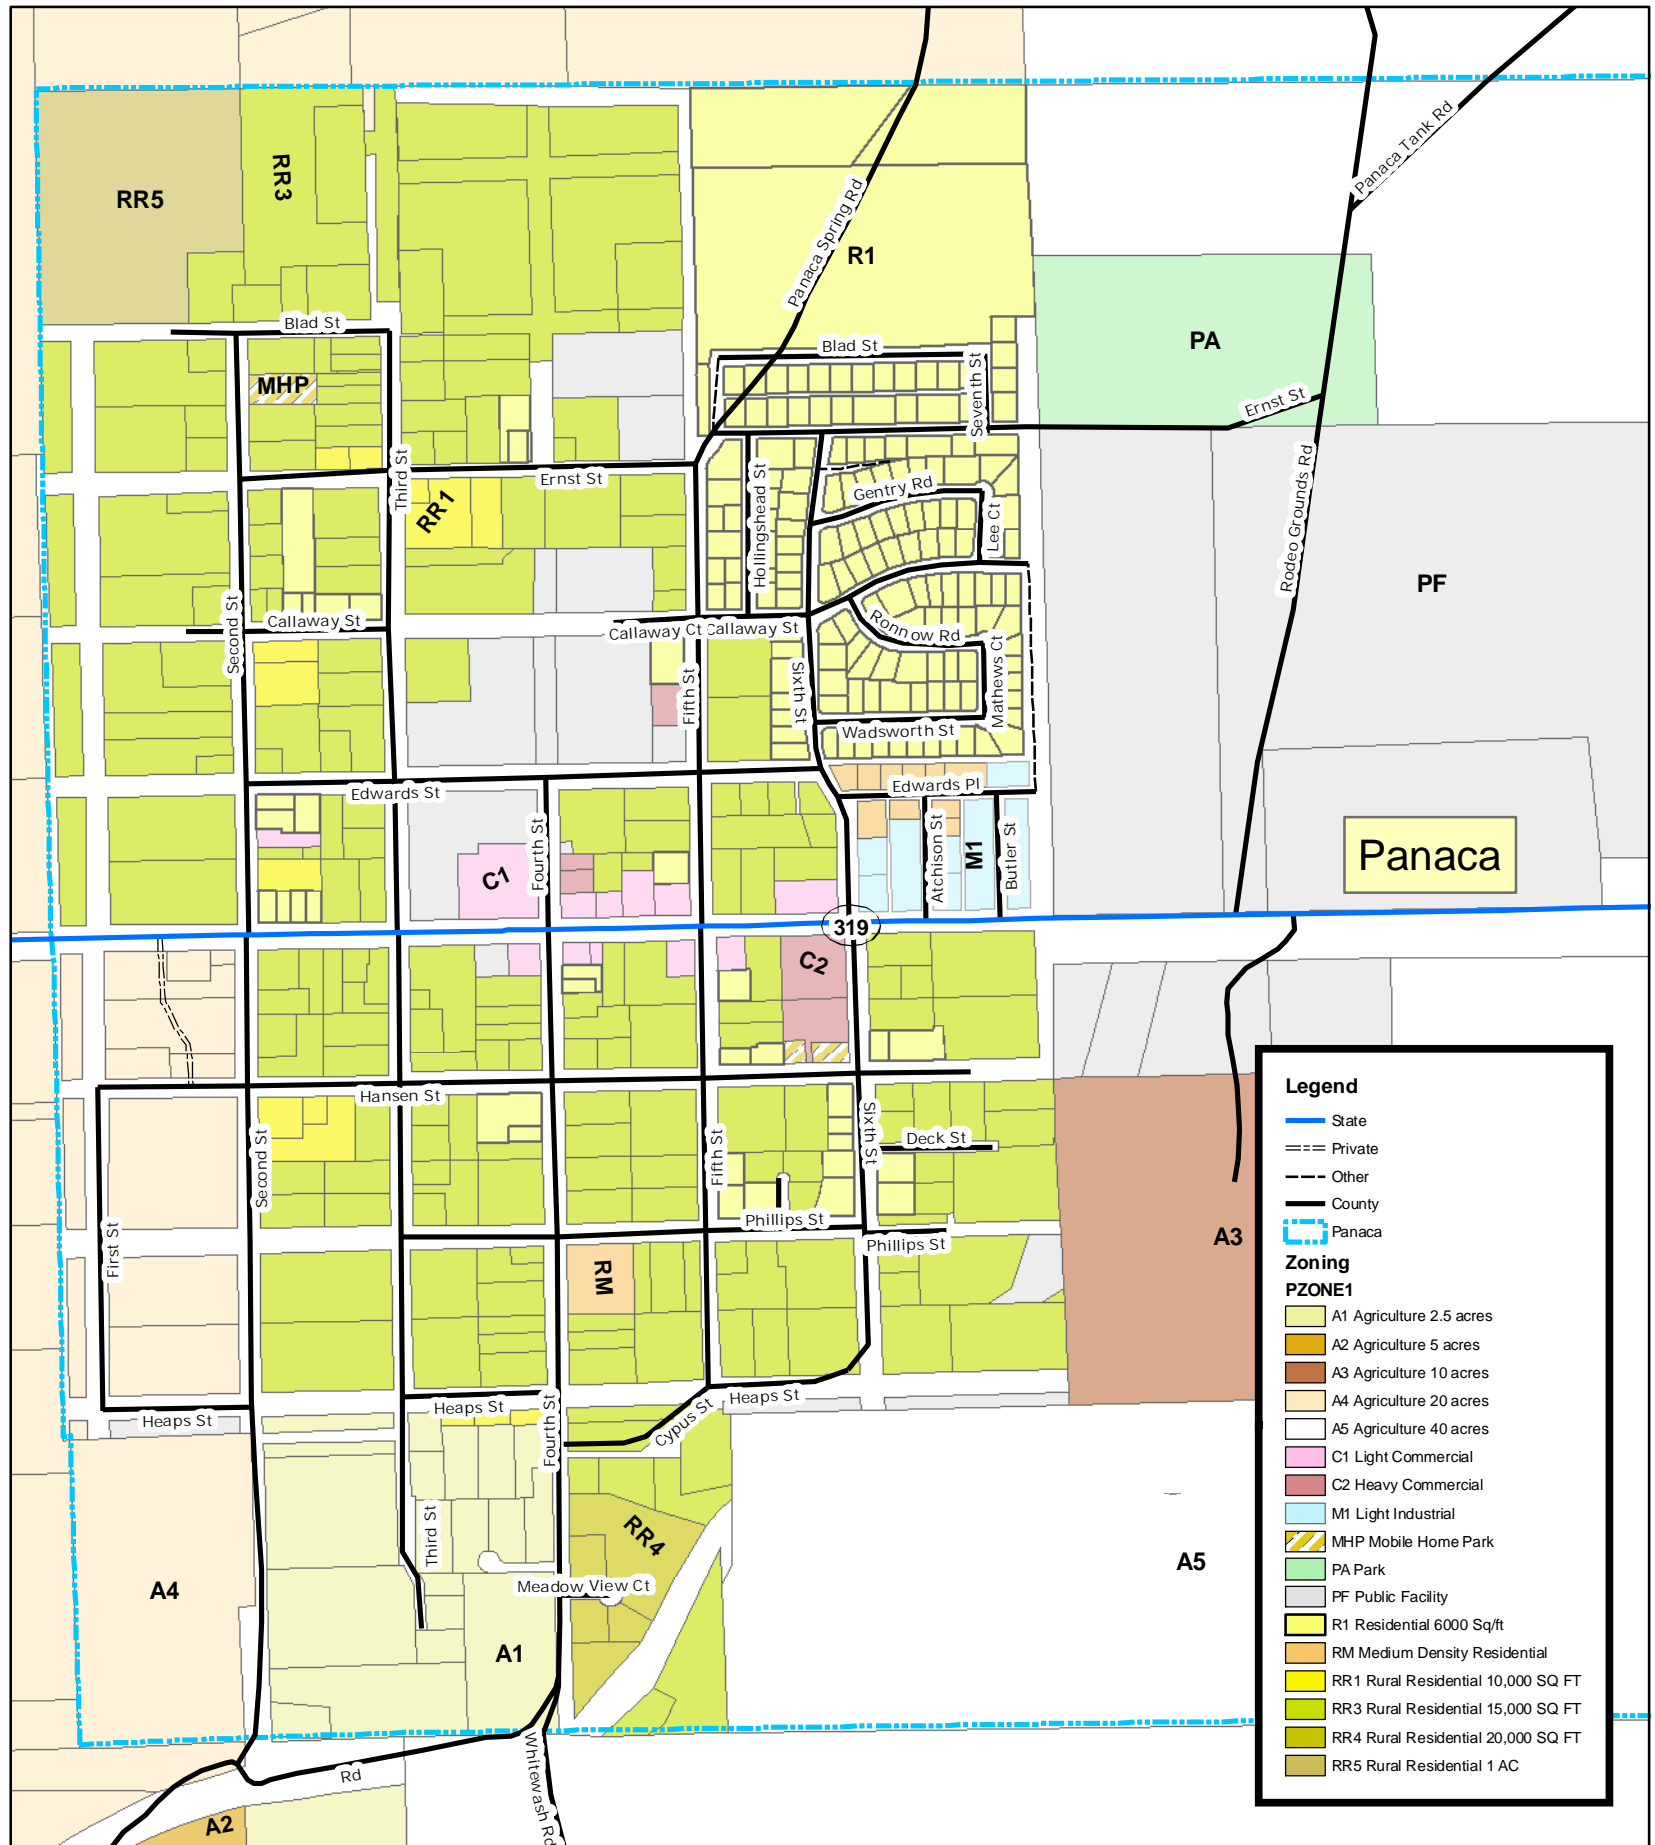 Panaca Tank Rd
RR5
RR3
Panaca Spring Rd
R1
Blad St
MHP
Blad St
PA
Seventh St
Ernst St
Third St
Ernst St
RR1
Hollingshead St
Gentry Rd
Lee Ct
Rodeo Grounds Rd
PF
Second St
Callaway St
Callaway Ct
Callaway St
Ronnow Rd
Mathews Ct
Fifth St
Sixth St
Wadsworth St
Edwards St
Edwards Pl
Fourth St
C1
Atchison St
M1
Butler St
Panaca
319
C2
Hansen St
Second St
Fifth St
Sixth St
Deck St
First St
Phillips St
Phillips St
A3
RM
Heaps St
Heaps St
Heaps St
Fourth St
Cypus St
Third St
RR4
Meadow View Ct
A4
A5
A1
Rd
Whitewash Rd
A2
Legend
State
Private
Other
County
Panaca
Zoning
PZONE1
A1 Agriculture 2.5 acres
A2 Agriculture 5 acres
A3 Agriculture 10 acres
A4 Agriculture 20 acres
A5 Agriculture 40 acres
C1 Light Commercial
C2 Heavy Commercial
M1 Light Industrial
MHP Mobile Home Park
PA Park
PF Public Facility
R1 Residential 6000 Sq/ft
RM Medium Density Residential
RR1 Rural Residential 10,000 SQ FT
RR3 Rural Residential 15,000 SQ FT
RR4 Rural Residential 20,000 SQ FT
RR5 Rural Residential 1 AC